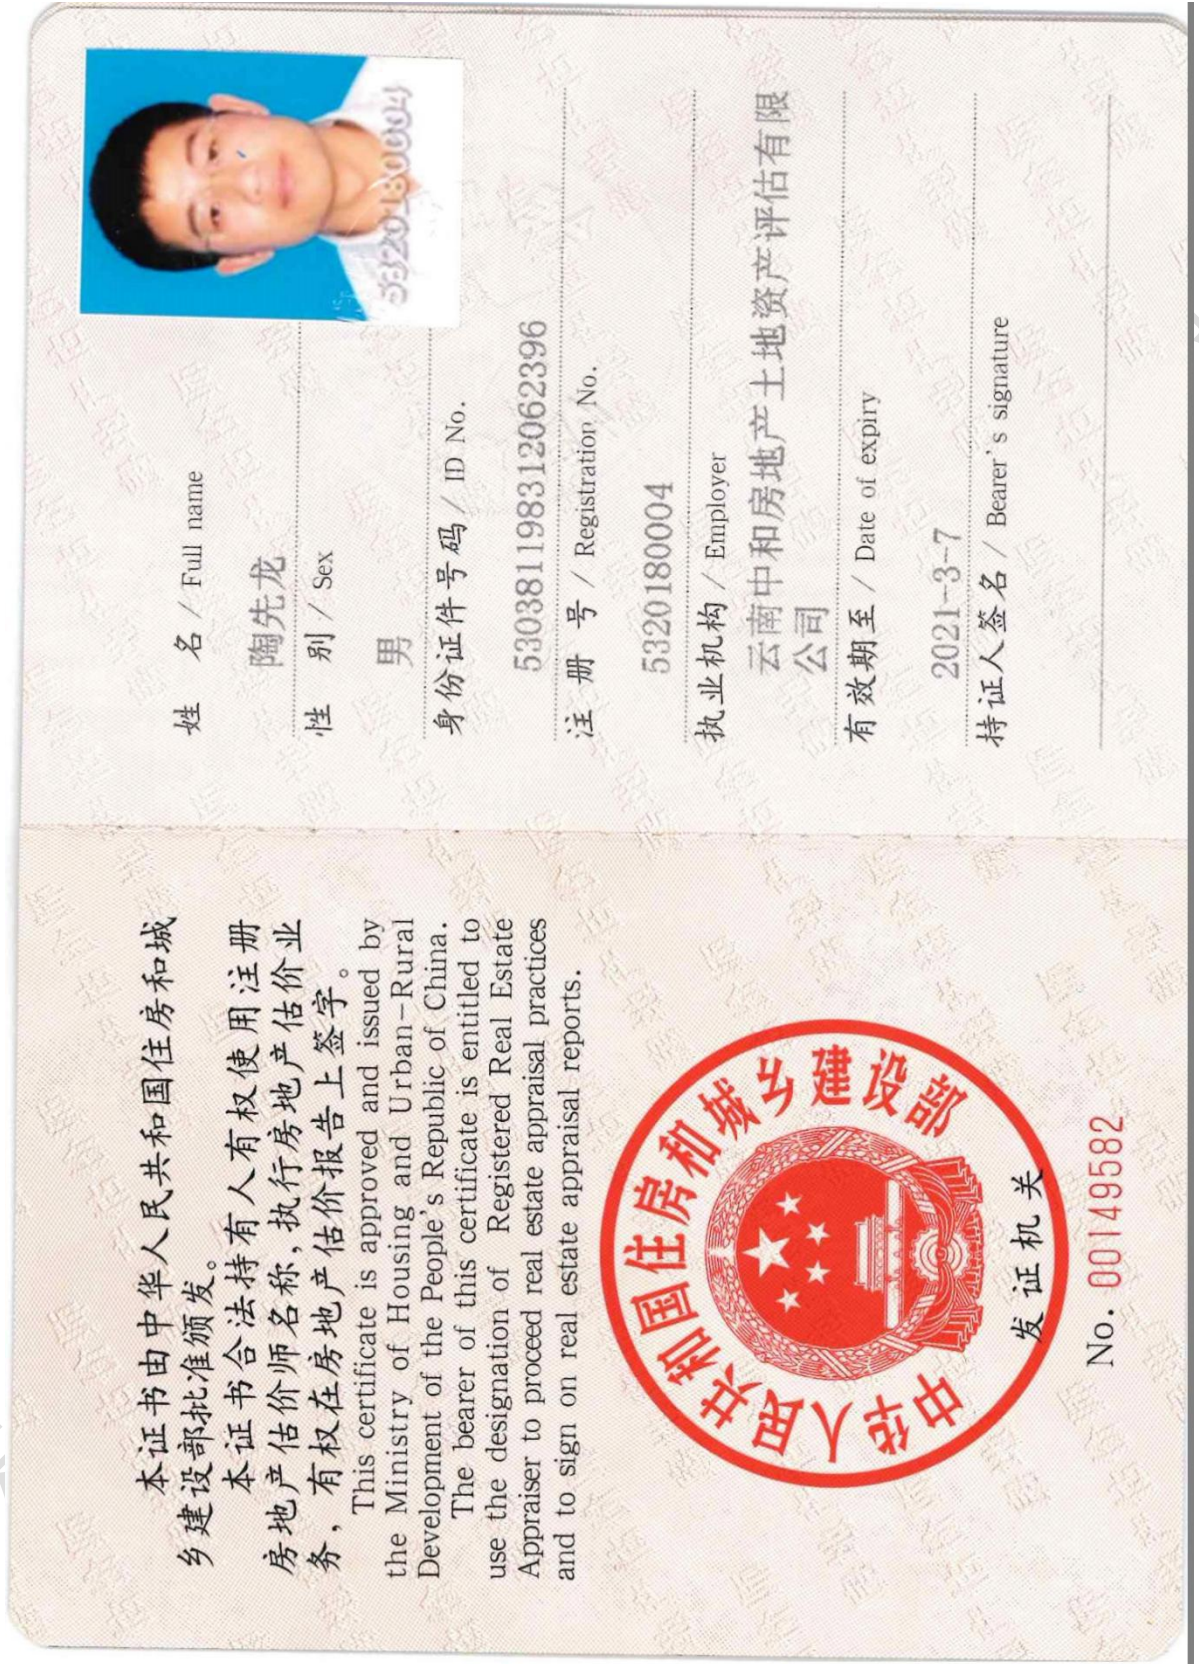 本证书由中华人民共和国住房和城
乡建设部批准颁发。
本证书合法持有人有权使用注册
房地产估价师名称,执行房地产估价业
务，有权在房地产估价报告上签字。
This certificate is approved and issued by
the Ministry of Housing and Urban-Rural
Development of the People's Republic of China.
The bearer of this certificate is entitled to
use the designation of Registered Real Estate
Appraiser to proceed real estate appraisal practices
and to sign on real estate appraisal reports.
中华人民共和国住房和城乡建设部
发证机关
No. 00149582
5320180004
姓 名 / Full name
陶先龙
性 别 / Sex
男
身份证件号码 / ID No.
530381198312062396
注 册 号 / Registration No.
5320180004
执业机构 / Employer
云南中和房地产土地资产评估有限
公司
有效期至 / Date of expiry
2021-3-7
持证人签名 / Bearer's signature